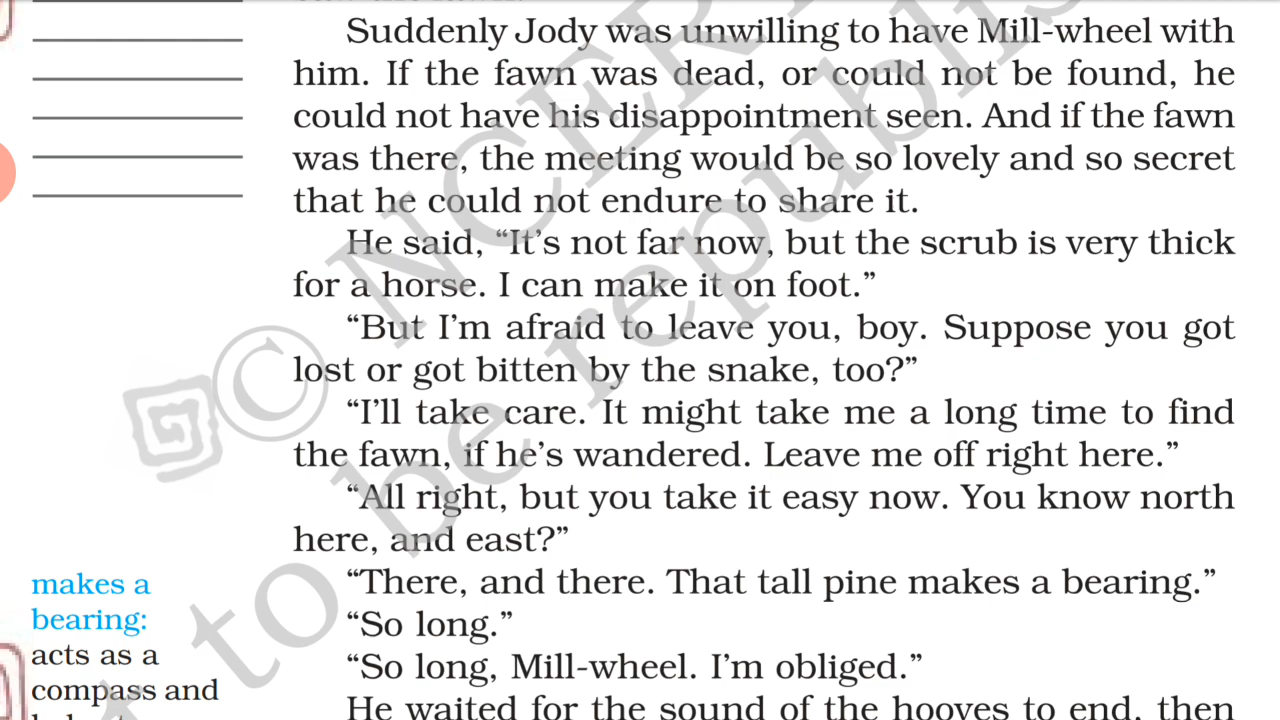 Suddenly Jody was unwilling to have Mill-wheel with
him. If the fawn was dead, or could not be found, he
could not have his disappointment seen. And if the fawn
was there, the meeting would be so lovely and so secret
that he could not endure to share it.
He said, “It’s not far now, but the scrub is very thick
for a horse. I can make it on foot.”
“But I’m afraid to leave you, boy. Suppose you got
lost or got bitten by the snake, too?”
“I’ll take care. It might take me a long time to find
the fawn, if he’s wandered. Leave me off right here.”
“All right, but you take it easy now. You know north
here, and east?”
“There, and there. That tall pine makes a bearing.”
“So long.”
“So long, Mill-wheel. I’m obliged.”
He waited for the sound of the hooves to end, then
makes a
bearing:
acts as a
compass and
© NCERT
to be republis